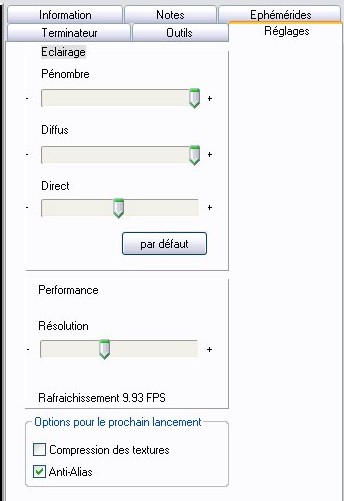 Information Notes Ephémérides
Terminateur Outils Réglages
Eclairage
Pénombre
- +
Diffus
- +
Direct
- +
par défaut
Performance
Résolution
- +
Rafraichissement 9.93 FPS
Options pour le prochain lancement
Compression des textures
Anti-Alias